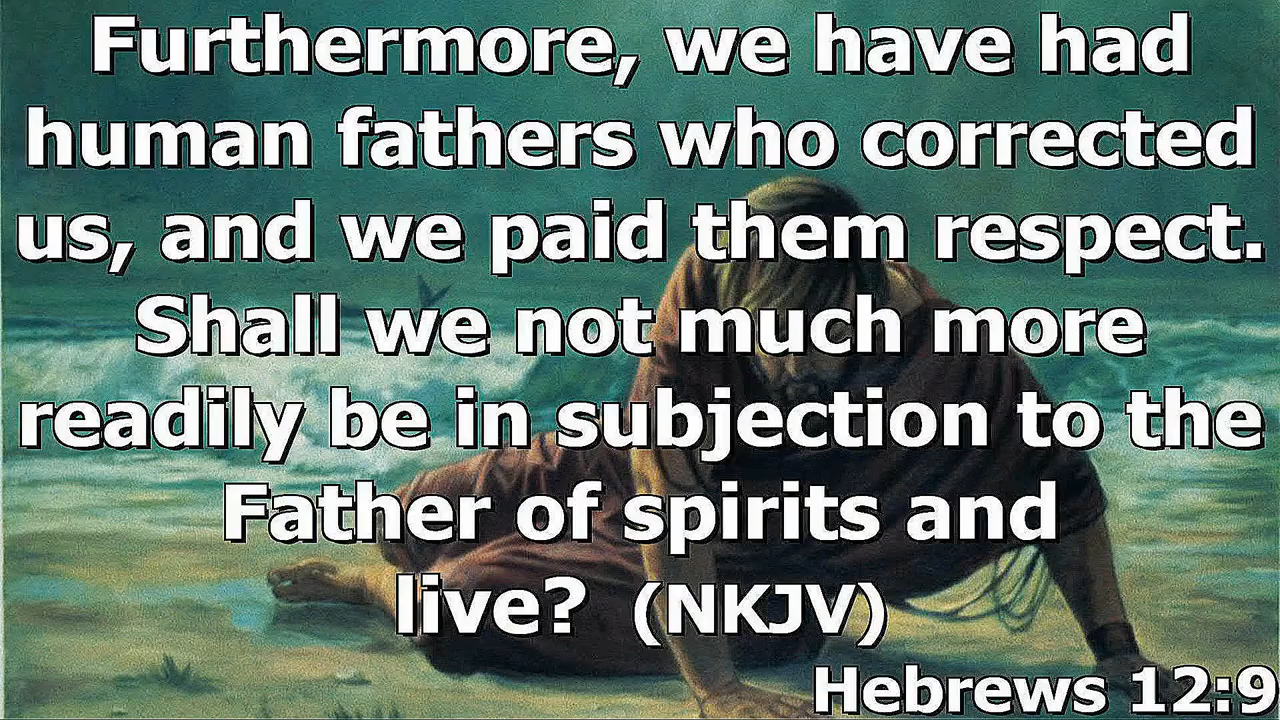 Furthermore, we have had
human fathers who corrected
us, and we paid them respect.
Shall we not much more
readily be in subjection to the
Father of spirits and
live? (NKJV)
Hebrews 12:9